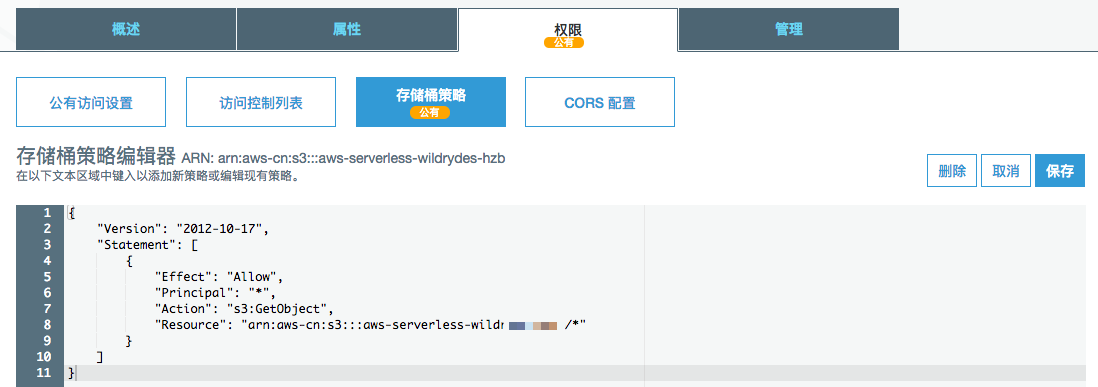 概述 属性 权限 管理
公有
公有访问设置 访问控制列表 存储桶策略 CORS 配置
公有
存储桶策略编辑器 ARN: arn:aws-cn:s3:::aws-serverless-wildrydes-hzb
在以下文本区域中键入以添加新策略或编辑现有策略。
删除 取消 保存
1 {
2 "Version": "2012-10-17",
3 "Statement": [
4 {
5 "Effect": "Allow",
6 "Principal": "*",
7 "Action": "s3:GetObject",
8 "Resource": "arn:aws-cn:s3:::aws-serverless-wildr /*"
9 }
10 ]
11 }